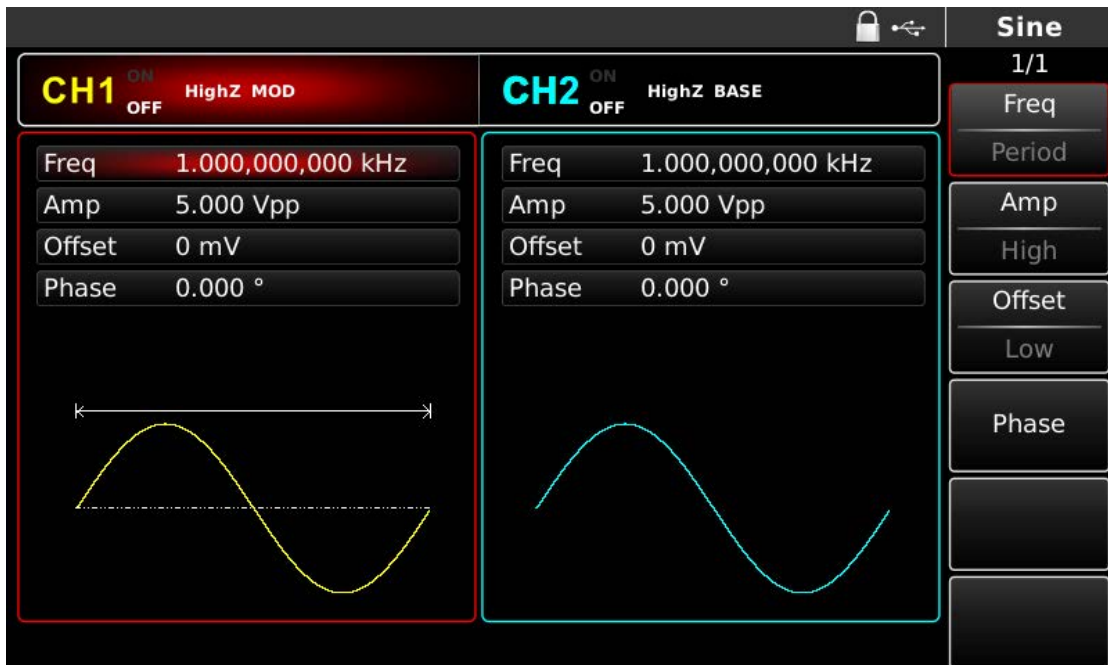 Sine
1/1
CH1 ON OFF HighZ MOD
CH2 ON OFF HighZ BASE
Freq 1.000,000,000 kHz
Amp 5.000 Vpp
Offset 0 mV
Phase 0.000 °
Freq 1.000,000,000 kHz
Amp 5.000 Vpp
Offset 0 mV
Phase 0.000 °
Freq
Period
Amp
High
Offset
Low
Phase